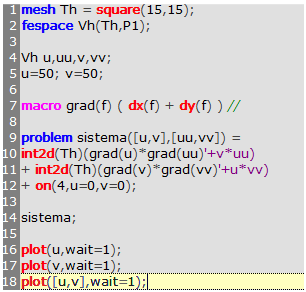 1 mesh Th = square(15,15);
2 fespace Vh(Th,P1);
3
4 Vh u,uu,v,vv;
5 u=50; v=50;
6
7 macro grad(f) ( dx(f) + dy(f) ) //
8
9 problem sistema([u,v],[uu,vv]) =
10 int2d(Th)(grad(u)*grad(uu)'+v*uu)
11 + int2d(Th)(grad(v)*grad(vv)'+u*vv)
12 + on(4,u=0,v=0);
13
14 sistema;
15
16 plot(u,wait=1);
17 plot(v,wait=1);
18 plot([u,v],wait=1);